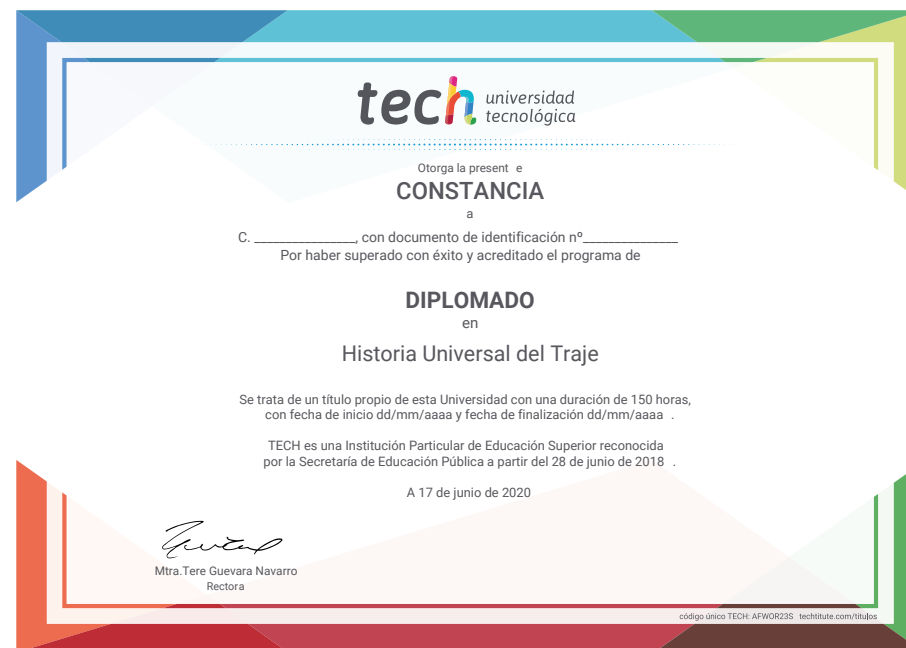 tech universidad
tecnológica
Otorga la present e
CONSTANCIA
a
C. _______________, con documento de identificación nº______________
Por haber superado con éxito y acreditado el programa de
DIPLOMADO
en
Historia Universal del Traje
Se trata de un título propio de esta Universidad con una duración de 150 horas,
con fecha de inicio dd/mm/aaaa y fecha de finalización dd/mm/aaaa .
TECH es una Institución Particular de Educación Superior reconocida
por la Secretaría de Educación Pública a partir del 28 de junio de 2018 .
A 17 de junio de 2020
Mtra.Tere Guevara Navarro
Rectora
código único TECH: AFWOR23S techtitute.com/titulos